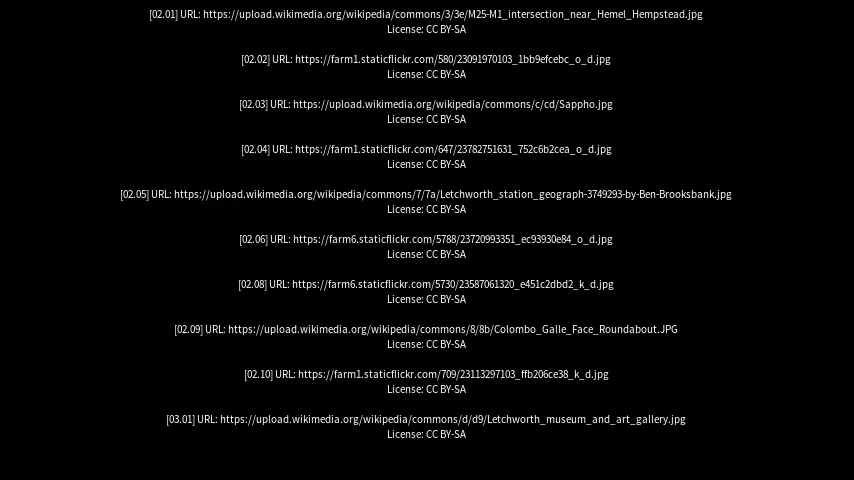 [02.01] URL: https://upload.wikimedia.org/wikipedia/commons/3/3e/M25-M1_intersection_near_Hemel_Hempstead.jpg
License: CC BY-SA
[02.02] URL: https://farm1.staticflickr.com/580/23091970103_1bb9efcebc_o_d.jpg
License: CC BY-SA
[02.03] URL: https://upload.wikimedia.org/wikipedia/commons/c/cd/Sappho.jpg
License: CC BY-SA
[02.04] URL: https://farm1.staticflickr.com/647/23782751631_752c6b2cea_o_d.jpg
License: CC BY-SA
[02.05] URL: https://upload.wikimedia.org/wikipedia/commons/7/7a/Letchworth_station_geograph-3749293-by-Ben-Brooksbank.jpg
License: CC BY-SA
[02.06] URL: https://farm6.staticflickr.com/5788/23720993351_ec93930e84_o_d.jpg
License: CC BY-SA
[02.08] URL: https://farm6.staticflickr.com/5730/23587061320_e451c2dbd2_k_d.jpg
License: CC BY-SA
[02.09] URL: https://upload.wikimedia.org/wikipedia/commons/8/8b/Colombo_Galle_Face_Roundabout.JPG
License: CC BY-SA
[02.10] URL: https://farm1.staticflickr.com/709/23113297103_ffb206ce38_k_d.jpg
License: CC BY-SA
[03.01] URL: https://upload.wikimedia.org/wikipedia/commons/d/d9/Letchworth_museum_and_art_gallery.jpg
License: CC BY-SA